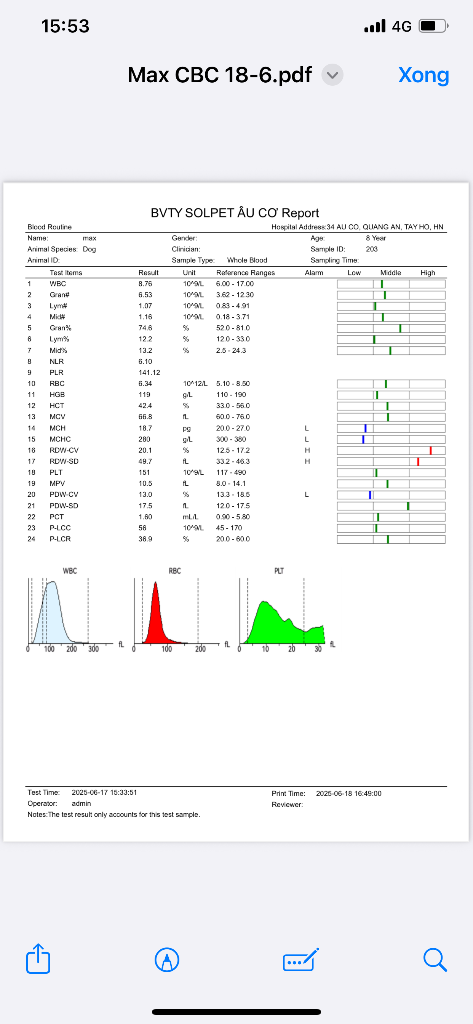 15:53
4G
Max CBC 18-6.pdf
Xong
BVTY SOLPET ÂU CƠ Report
Blood Routine Hospital Address:34 AU CO, QUANG AN, TAY HO, HN
Name: max Gender: Age: 8 Year
Animal Species: Dog Clinician: Sample ID: 203
Animal ID: Sample Type: Whole Blood Sampling Time:
Test Items Result Unit Reference Ranges Alarm Low Middle High
1 WBC 8.76 10^9/L 6.00 - 17.00
2 Gran# 6.53 10^9/L 3.62 - 12.30
3 Lym# 1.07 10^9/L 0.83 - 4.91
4 Mid# 1.16 10^9/L 0.18 - 3.71
5 Gran% 74.6 % 52.0 - 81.0
6 Lym% 12.2 % 12.0 - 33.0
7 Mid% 13.2 % 2.5 - 24.3
8 NLR 6.10
9 PLR 141.12
10 RBC 6.34 10^12/L 5.10 - 8.50
11 HGB 119 g/L 110 - 190
12 HCT 42.4 % 33.0 - 56.0
13 MCV 66.8 fL 60.0 - 76.0
14 MCH 18.7 pg 20.0 - 27.0 L
15 MCHC 280 g/L 300 - 380 L
16 RDW-CV 20.1 % 12.5 - 17.2 H
17 RDW-SD 49.7 fL 33.2 - 46.3 H
18 PLT 151 10^9/L 117 - 490
19 MPV 10.5 fL 8.0 - 14.1
20 PDW-CV 13.0 % 13.3 - 18.5 L
21 PDW-SD 17.5 fL 12.0 - 17.5
22 PCT 1.60 mL/L 0.90 - 5.80
23 P-LCC 56 10^9/L 45 - 170
24 P-LCR 36.9 % 20.0 - 60.0
WBC RBC PLT
0 100 200 300 fL 0 100 200 fL 0 10 20 30 fL
Test Time: 2025-06-17 15:33:51 Print Time: 2025-06-18 16:49:00
Operator: admin Reviewer:
Notes:The test result only accounts for this test sample.